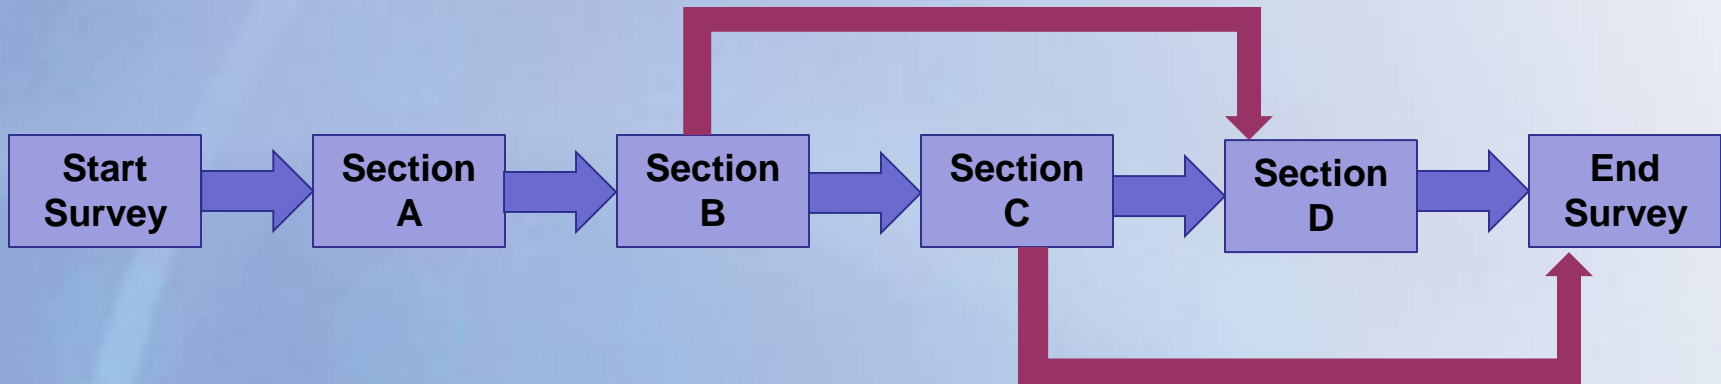 Start
Survey
Section
A
Section
B
Section
C
Section
D
End
Survey